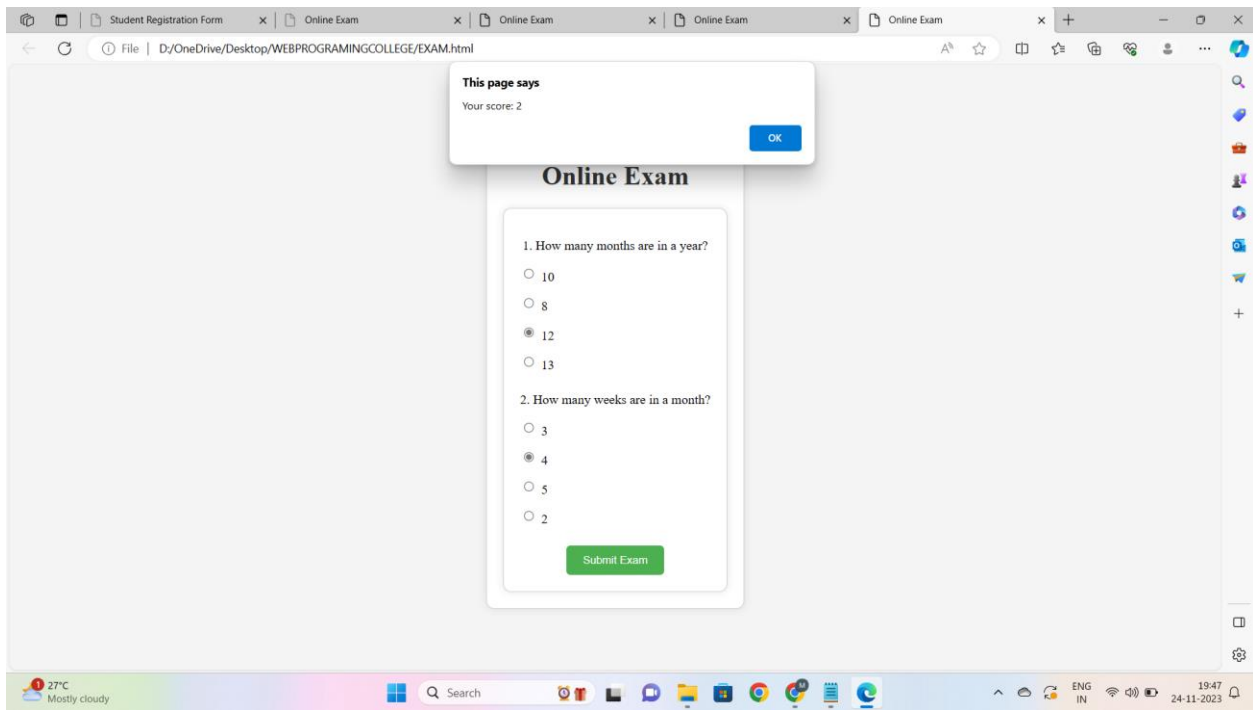 Student Registration Form
Online Exam
Online Exam
Online Exam
Online Exam
File | D:/OneDrive/Desktop/WEBPROGRAMINGCOLLEGE/EXAM.html
This page says
Your score: 2
OK
Online Exam
1. How many months are in a year?
10
8
12
13
2. How many weeks are in a month?
3
4
5
2
Submit Exam
1
27°C
Mostly cloudy
Search
ENG
IN
19:47
24-11-2023